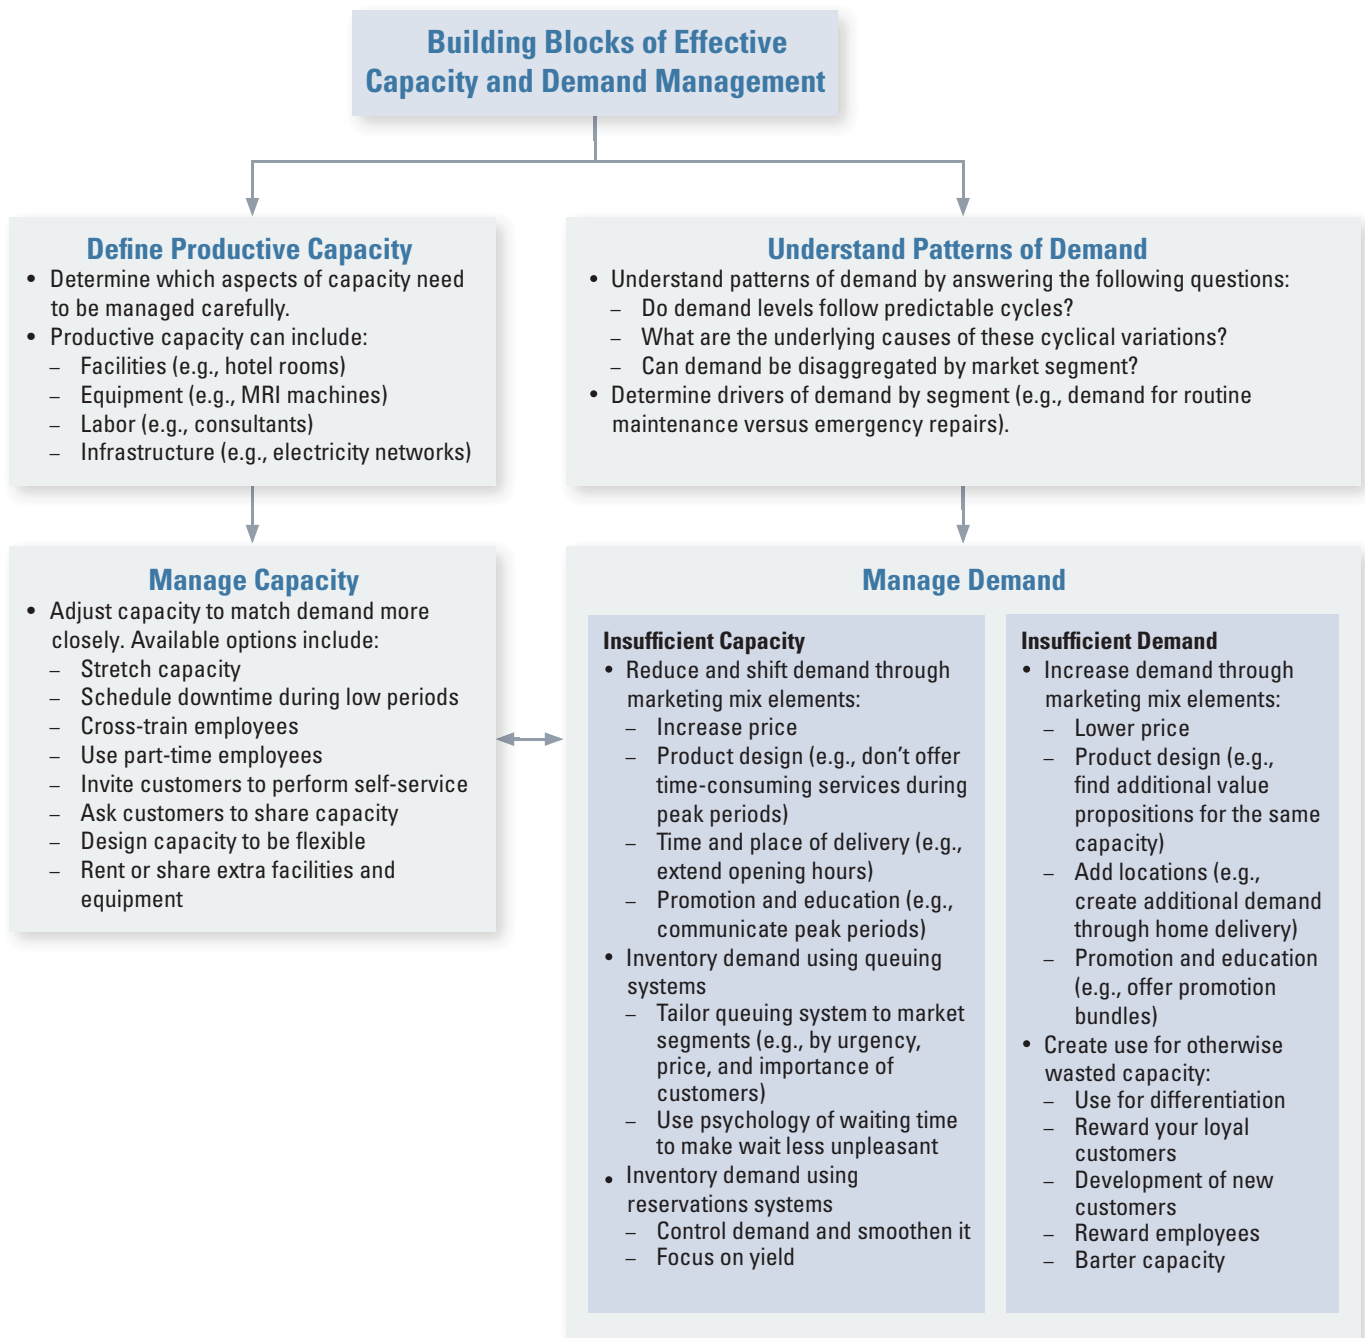 Building Blocks of Effective
Capacity and Demand Management
Define Productive Capacity
• Determine which aspects of capacity need
to be managed carefully.
• Productive capacity can include:
– Facilities (e.g., hotel rooms)
– Equipment (e.g., MRI machines)
– Labor (e.g., consultants)
– Infrastructure (e.g., electricity networks)
Understand Patterns of Demand
• Understand patterns of demand by answering the following questions:
– Do demand levels follow predictable cycles?
– What are the underlying causes of these cyclical variations?
– Can demand be disaggregated by market segment?
• Determine drivers of demand by segment (e.g., demand for routine
maintenance versus emergency repairs).
Manage Capacity
• Adjust capacity to match demand more
closely. Available options include:
– Stretch capacity
– Schedule downtime during low periods
– Cross-train employees
– Use part-time employees
– Invite customers to perform self-service
– Ask customers to share capacity
– Design capacity to be flexible
– Rent or share extra facilities and
equipment
Manage Demand
Insufficient Capacity
• Reduce and shift demand through
marketing mix elements:
– Increase price
– Product design (e.g., don't offer
time-consuming services during
peak periods)
– Time and place of delivery (e.g.,
extend opening hours)
– Promotion and education (e.g.,
communicate peak periods)
• Inventory demand using queuing
systems
– Tailor queuing system to market
segments (e.g., by urgency,
price, and importance of
customers)
– Use psychology of waiting time
to make wait less unpleasant
• Inventory demand using
reservations systems
– Control demand and smoothen it
– Focus on yield
Insufficient Demand
• Increase demand through
marketing mix elements:
– Lower price
– Product design (e.g.,
find additional value
propositions for the same
capacity)
– Add locations (e.g.,
create additional demand
through home delivery)
– Promotion and education
(e.g., offer promotion
bundles)
• Create use for otherwise
wasted capacity:
– Use for differentiation
– Reward your loyal
customers
– Development of new
customers
– Reward employees
– Barter capacity